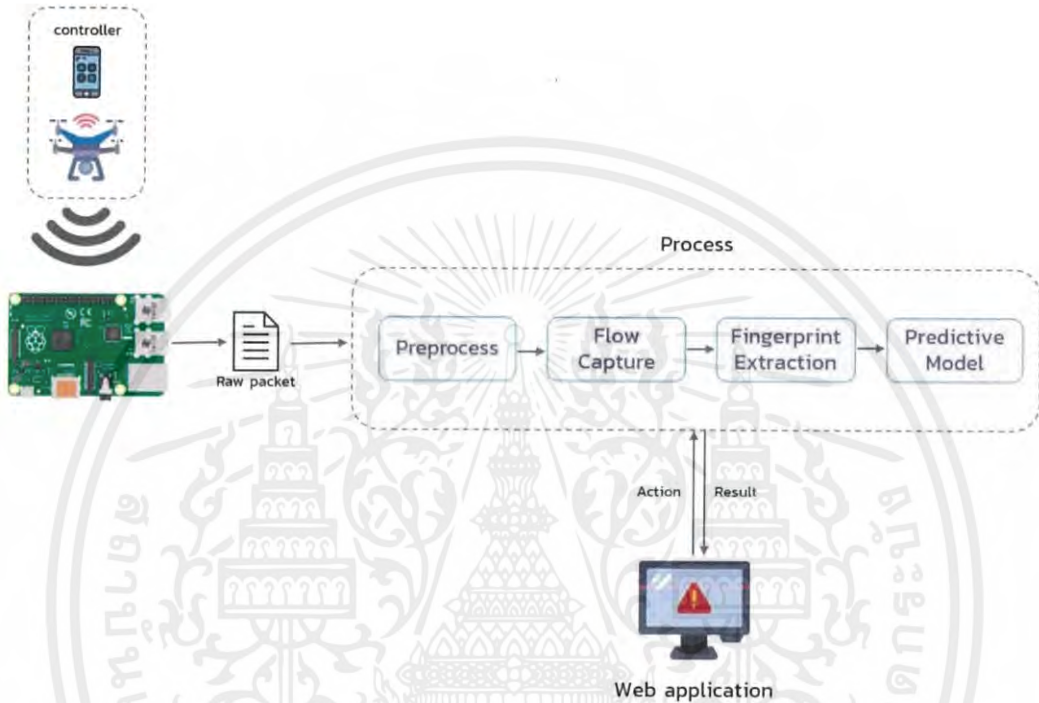 controller
Process
Preprocess
Flow
Capture
Fingerprint
Extraction
Predictive
Model
Raw packet
Action
Result
Web application